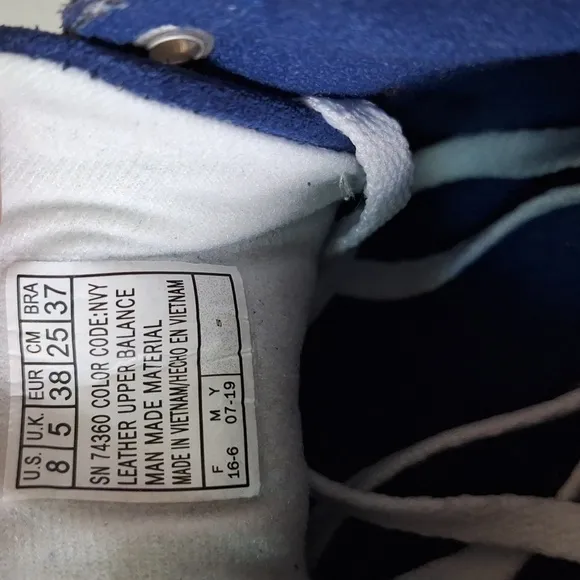 U.S. U.K. EUR CM BRA
8 5 38 25 37
SN 74360 COLOR CODE:NVY
LEATHER UPPER BALANCE
MAN MADE MATERIAL
MADE IN VIETNAM/HECHO EN VIETNAM
F M Y
16-6 07-19